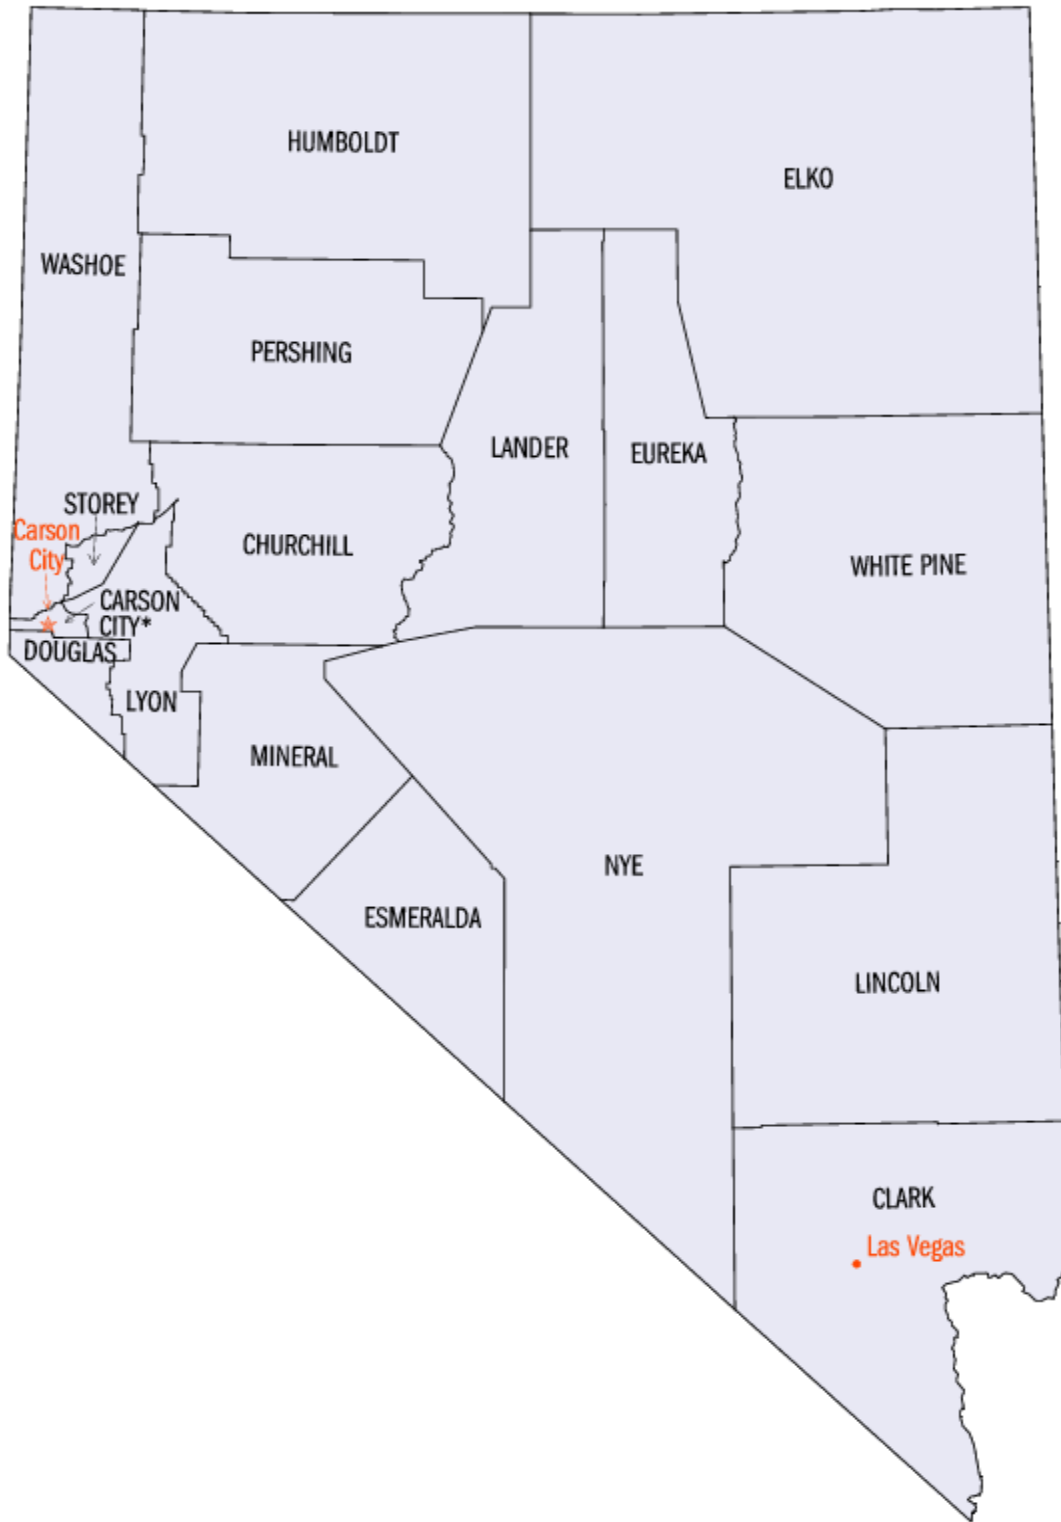 HUMBOLDT
ELKO
WASHOE
PERSHING
LANDER
EUREKA
STOREY
Carson
City
CHURCHILL
WHITE PINE
CARSON
CITY*
DOUGLAS
LYON
MINERAL
NYE
ESMERALDA
LINCOLN
CLARK
Las Vegas